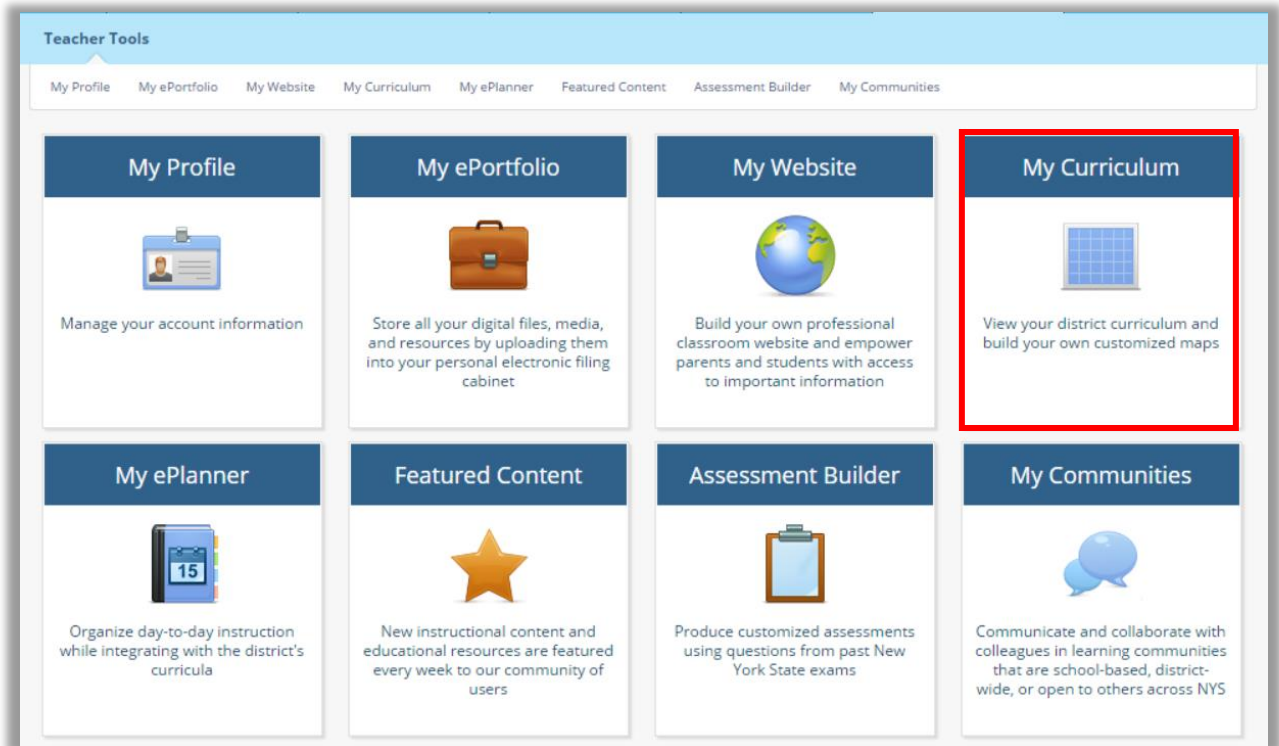 Teacher Tools
My Profile My ePortfolio My Website My Curriculum My ePlanner Featured Content Assessment Builder My Communities
My Profile
Manage your account information
My ePortfolio
Store all your digital files, media,
and resources by uploading them
into your personal electronic filing
cabinet
My Website
Build your own professional
classroom website and empower
parents and students with access
to important information
My Curriculum
View your district curriculum and
build your own customized maps
My ePlanner
15
Organize day-to-day instruction
while integrating with the district's
curricula
Featured Content
New instructional content and
educational resources are featured
every week to our community of
users
Assessment Builder
Produce customized assessments
using questions from past New
York State exams
My Communities
Communicate and collaborate with
colleagues in learning communities
that are school-based, district-
wide, or open to others across NYS